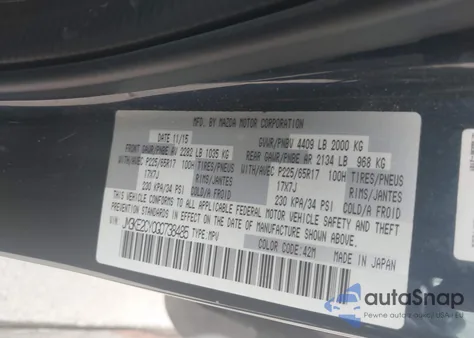 MFD. BY MAZDA MOTOR CORPORATION
DATE 11/15 GVWR/PNBV 4409 LB 2000 KG
FRONT GAWR/PNBE AV 2282 LB 1035 KG REAR GAWR/PNBE AR 2134 LB 968 KG
WITH/AVEC P225/65R17 100H TIRES/PNEUS WITH/AVEC P225/65R17 100H TIRES/PNEUS
17X7J RIMS/JANTES 17X7J RIMS/JANTES
230 KPA/34 PSI COLD/A FROID 230 KPA/34 PSI COLD/A FROID
THIS VEHICLE CONFORMS TO ALL APPLICABLE FEDERAL MOTOR VEHICLE SAFETY AND THEFT
PREVENTION STANDARDS IN EFFECT ON THE DATE OF MANUFACTURE SHOWN ABOVE.
TYPE MPV
COLOR CODE: 42M MADE IN JAPAN
autoSnap
Pewne auta z USA i EU